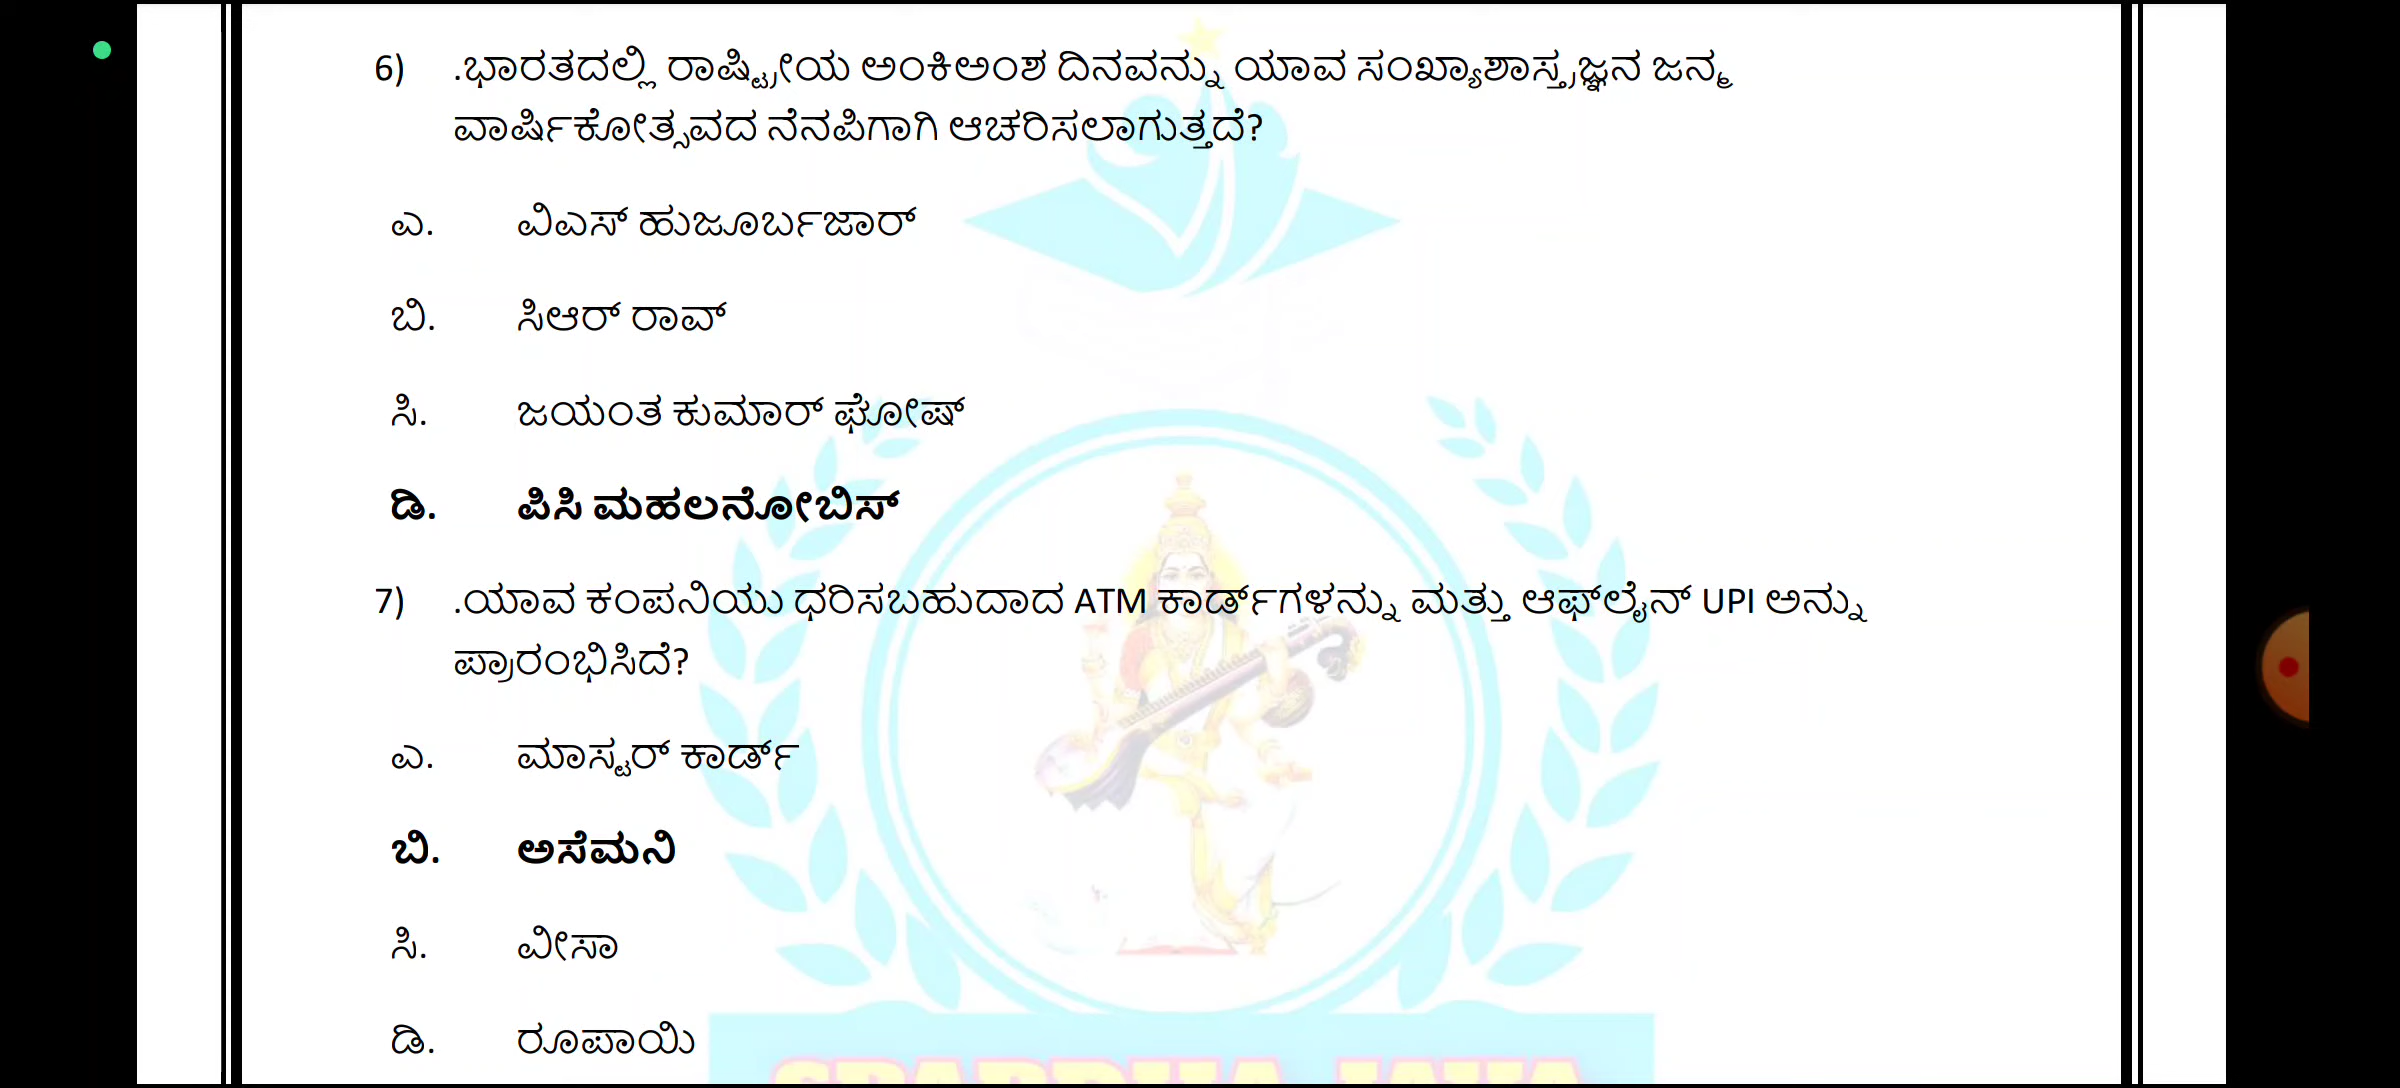 6) .ಭಾರತದಲ್ಲಿ ರಾಷ್ಟ್ರೀಯ ಅಂಕಿಅಂಶ ದಿನವನ್ನು ಯಾವ ಸಂಖ್ಯಾಶಾಸ್ತ್ರಜ್ಞನ ಜನ್ಮ
ವಾರ್ಷಿಕೋತ್ಸವದ ನೆನಪಿಗಾಗಿ ಆಚರಿಸಲಾಗುತ್ತದೆ?
ಎ. ವಿಎಸ್ ಹುಜೂರ್ಬಜಾರ್
ಬಿ. ಸಿಆರ್ ರಾವ್
ಸಿ. ಜಯಂತ ಕುಮಾರ್ ಘೋಷ್
ಡಿ. ಪಿಸಿ ಮಹಲನೋಬಿಸ್
7) .ಯಾವ ಕಂಪನಿಯು ಧರಿಸಬಹುದಾದ ATM ಕಾರ್ಡ್‌ಗಳನ್ನು ಮತ್ತು ಆಫ್‌ಲೈನ್ UPI ಅನ್ನು
ಪ್ರಾರಂಭಿಸಿದೆ?
ಎ. ಮಾಸ್ಟರ್ ಕಾರ್ಡ್
ಬಿ. ಅಸೆಮನಿ
ಸಿ. ವೀಸಾ
ಡಿ. ರೂಪಾಯಿ